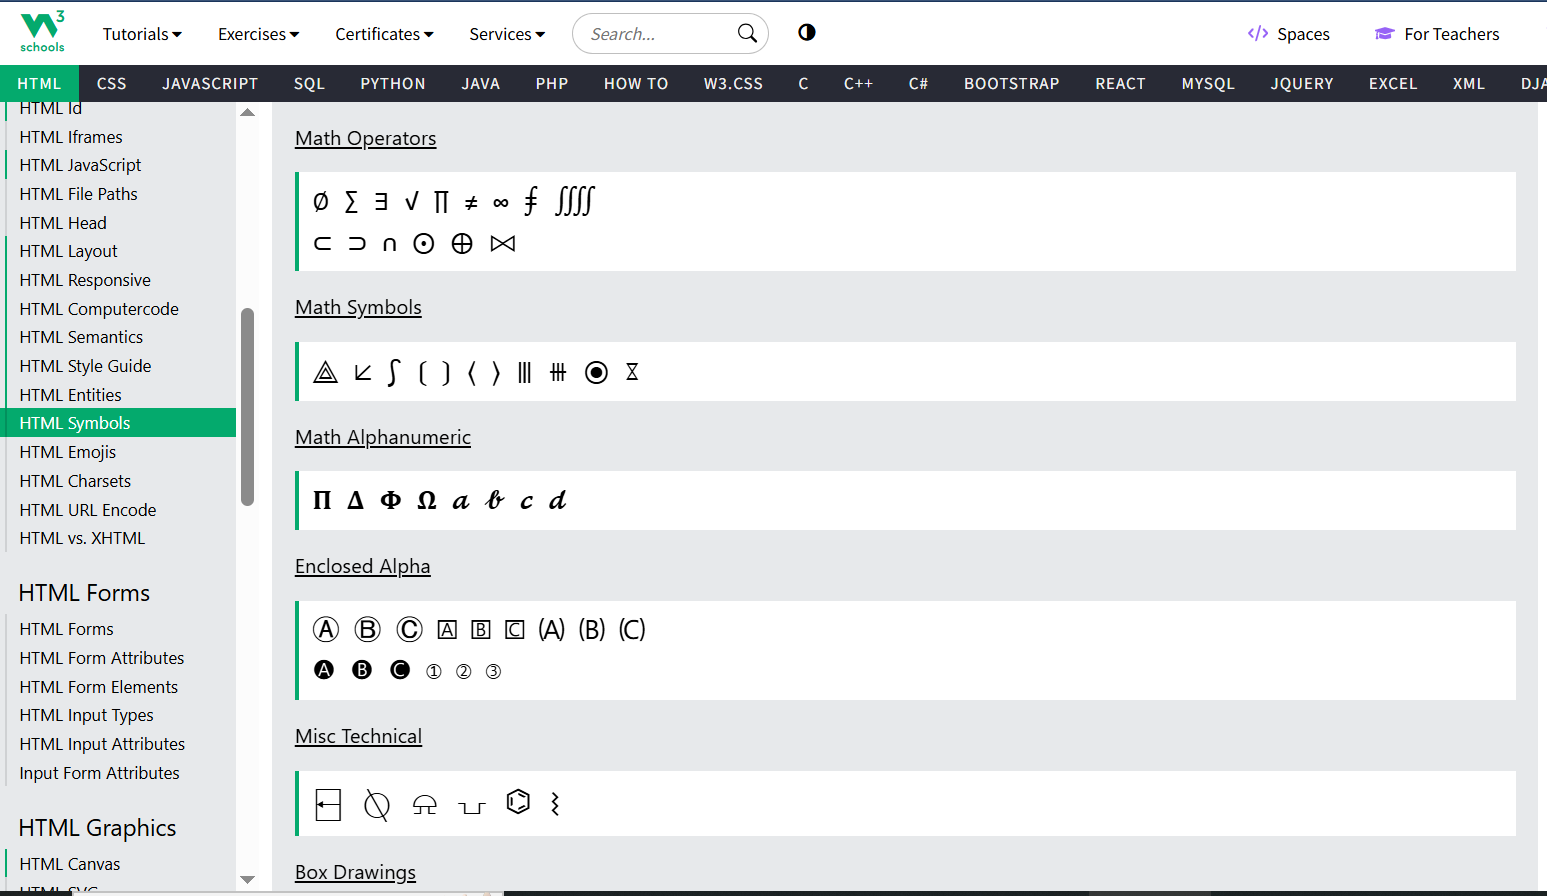 W3 schools
Tutorials Exercises Certificates Services Search... Spaces For Teachers
HTML CSS JAVASCRIPT SQL PYTHON JAVA PHP HOW TO W3.CSS C C++ C# BOOTSTRAP REACT MYSQL JQUERY EXCEL XML DJA
HTML Id
HTML Iframes
HTML JavaScript
HTML File Paths
HTML Head
HTML Layout
HTML Responsive
HTML Computercode
HTML Semantics
HTML Style Guide
HTML Entities
HTML Symbols
HTML Emojis
HTML Charsets
HTML URL Encode
HTML vs. XHTML
HTML Forms
HTML Forms
HTML Form Attributes
HTML Form Elements
HTML Input Types
HTML Input Attributes
Input Form Attributes
HTML Graphics
HTML Canvas
HTML SVG
Math Operators
∅ ∑ ∃ √ ∏ ≠ ∞ ⨍ ⨌
⊂ ⊃ ∩ ⊙ ⊕ ⋈
Math Symbols
⟁ ⦣ ⎰ ❲ ❳ ⟨ ⟩ ⦀ ⧻ ⦿ ⧖
Math Alphanumeric
𝚷 𝚫 𝚽 𝛀 𝓪 𝓫 𝓬 𝓭
Enclosed Alpha
Ⓐ Ⓑ Ⓒ 🄰 🄱 🄲 🄐 🄑 🄒
🅐 🅑 🅒 ① ② ③
Misc Technical
⍇ ⍉ ⍾ ⎍ ⌬ ⌇
Box Drawings